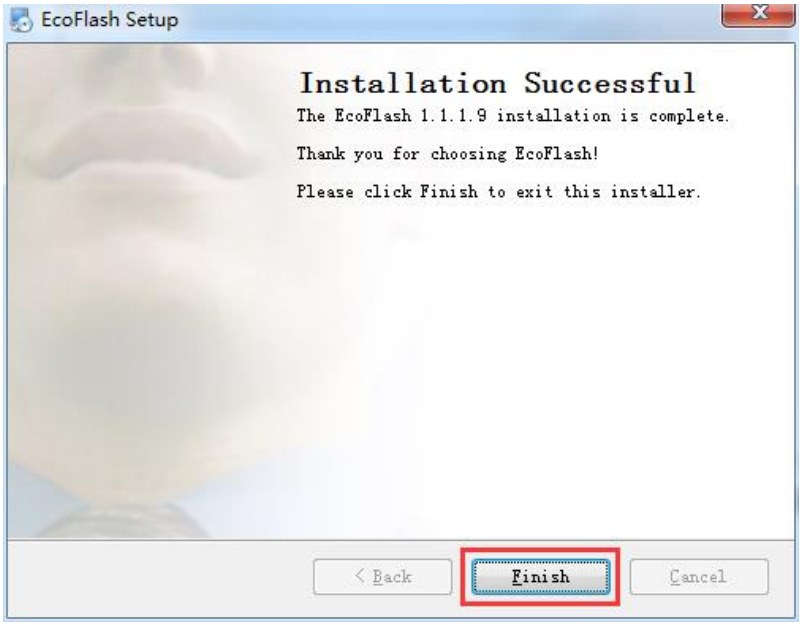 EcoFlash Setup
Installation Successful
The EcoFlash 1.1.1.9 installation is complete.
Thank you for choosing EcoFlash!
Please click Finish to exit this installer.
< Back
Finish
Cancel